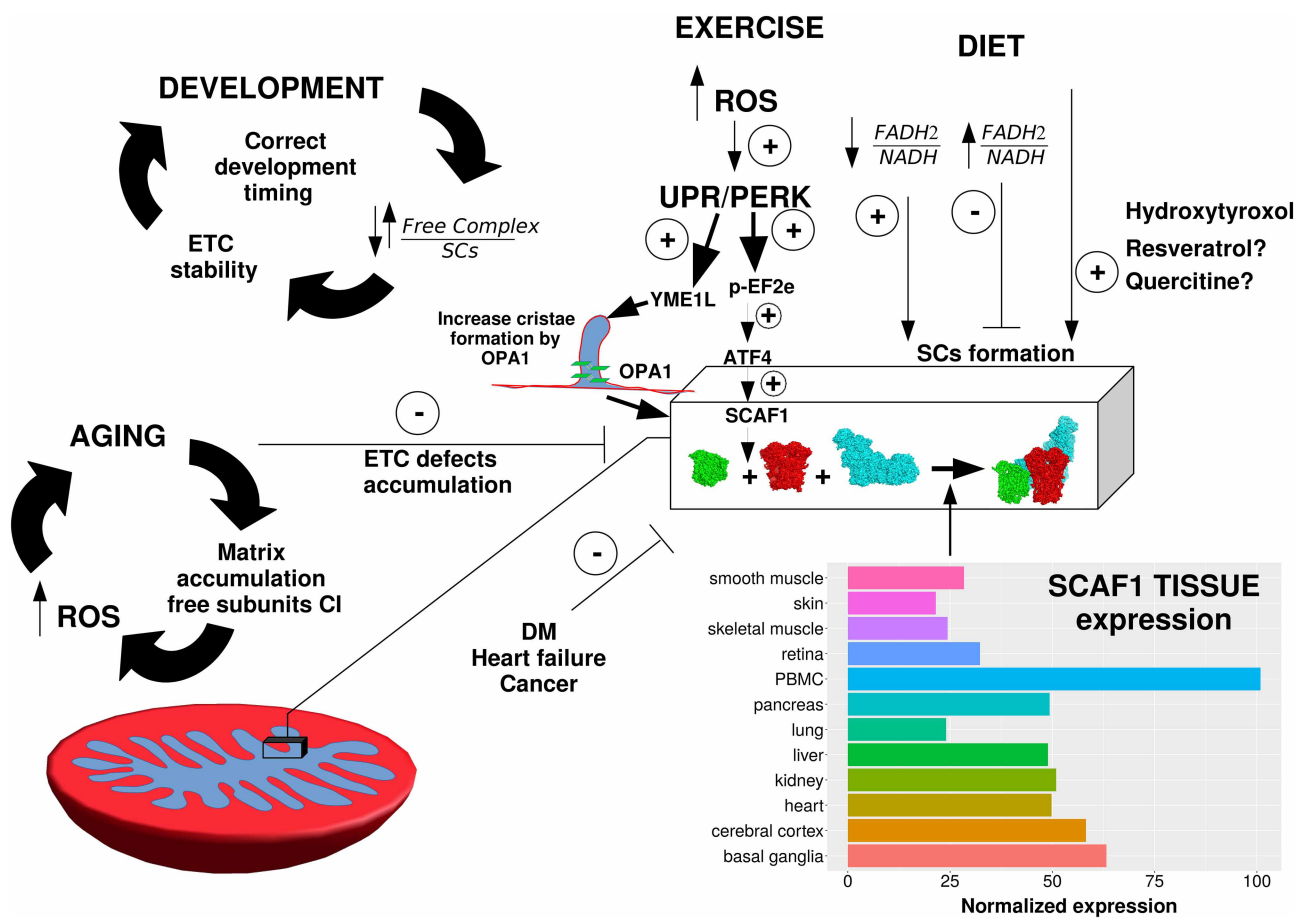 EXERCISE
DIET
DEVELOPMENT
Correct
development
timing
ETC
stability
Free Complex
SCs
ROS
+
UPR/PERK
+
+
YME1L
p-EF2e
+
ATF4
+
SCAF1
Increase cristae
formation by
OPA1
OPA1
FADH2
NADH
+
FADH2
NADH
-
Hydroxytyroxol
Resveratrol?
Quercitine?
+
SCs formation
+
+
AGING
-
ETC defects
accumulation
Matrix
accumulation
free subunits CI
ROS
-
DM
Heart failure
Cancer
SCAF1 TISSUE
expression
smooth muscle
skin
skeletal muscle
retina
PBMC
pancreas
lung
liver
kidney
heart
cerebral cortex
basal ganglia
0
25
50
75
100
Normalized expression